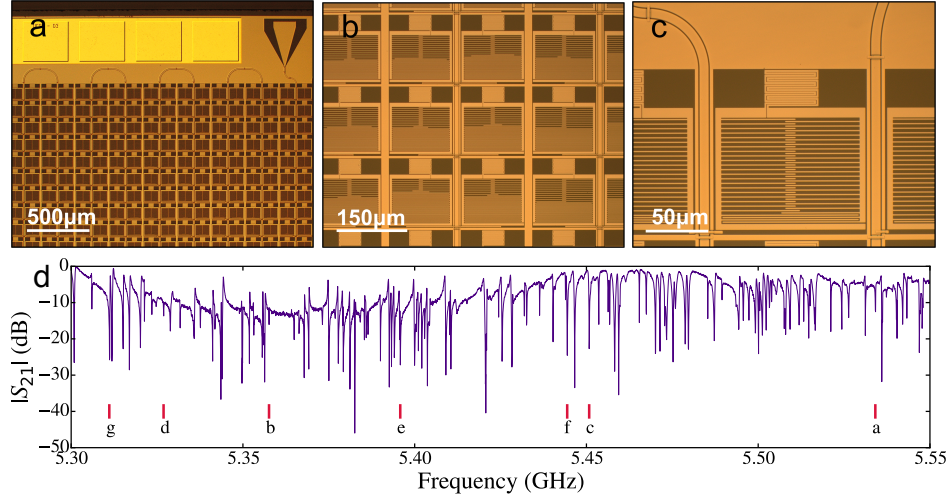 a
b
c
500μm
150μm
50μm
d
0
−10
−20
−30
−40
−50
|S21| (dB)
g
d
b
e
f
c
a
5.30
5.35
5.40
5.45
5.50
5.55
Frequency (GHz)